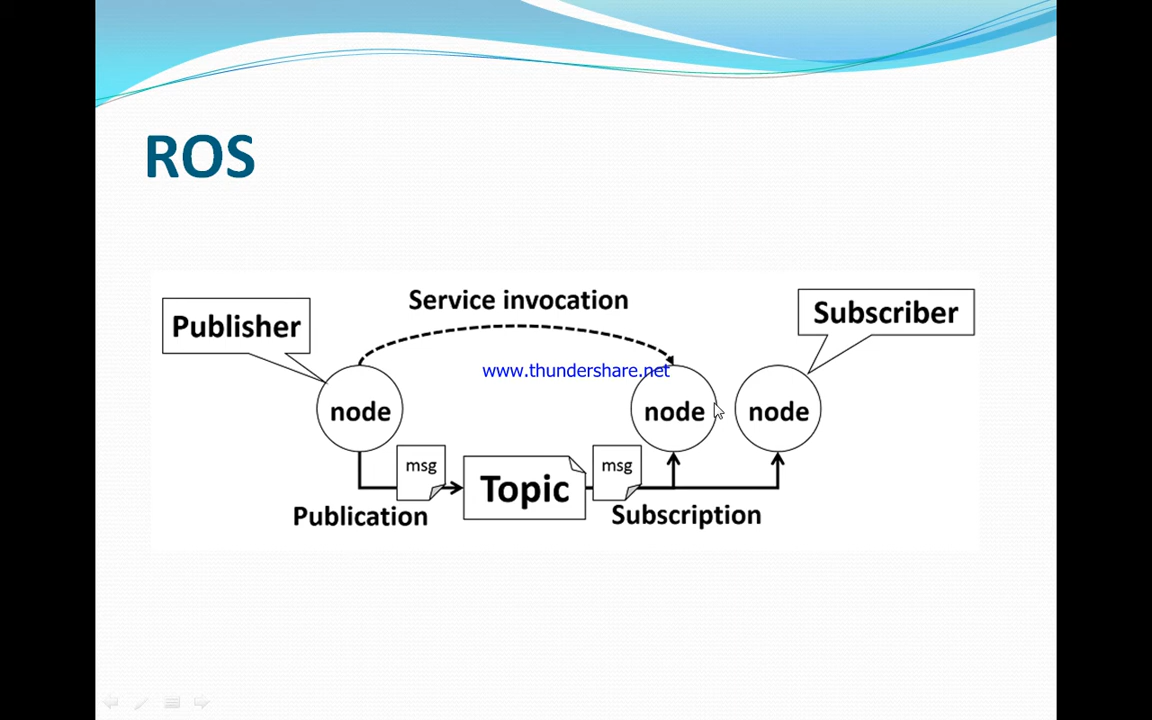 ROS
Service invocation
Publisher
Subscriber
www.thundershare.net
node
node
node
msg
msg
Topic
Publication
Subscription